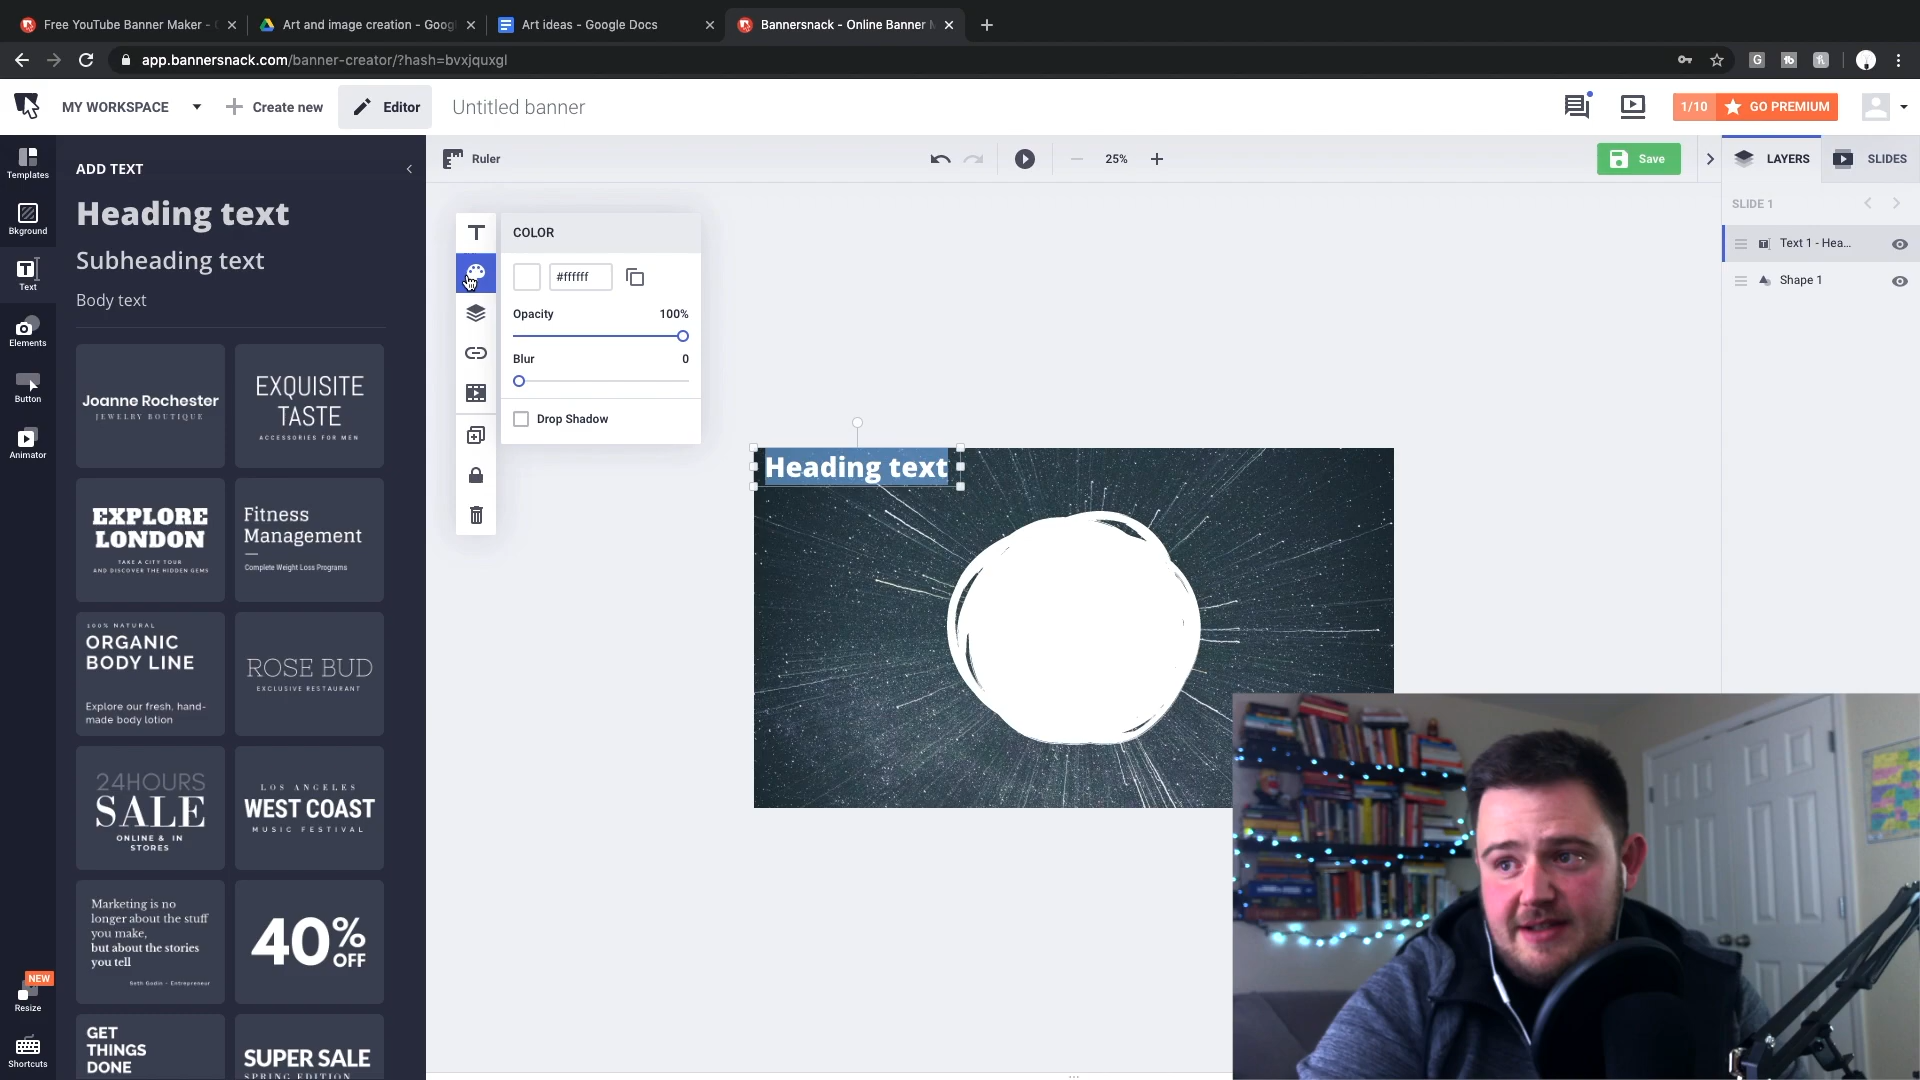 Free YouTube Banner Maker -
Art and image creation - Goog
Art ideas - Google Docs
Bannersnack - Online Banner M
app.bannersnack.com/banner-creator/?hash=bvxjquxgl
MY WORKSPACE
Create new
Editor
Untitled banner
1/10
GO PREMIUM
Templates
Bkground
Text
Elements
Button
Animator
NEW
Resize
Shortcuts
ADD TEXT
Heading text
Subheading text
Body text
Joanne Rochester
JEWELRY BOUTIQUE
EXQUISITE
TASTE
ACCESSORIES FOR MEN
EXPLORE
LONDON
TAKE A CITY TOUR
AND DISCOVER THE HIDDEN GEMS
Fitness
Management
Complete Weight Loss Programs
100% NATURAL
ORGANIC
BODY LINE
Explore our fresh, hand-
made body lotion
ROSE BUD
EXCLUSIVE RESTAURANT
24HOURS
SALE
ONLINE & IN
STORES
LOS ANGELES
WEST COAST
MUSIC FESTIVAL
Marketing is no
longer about the stuff
you make,
but about the stories
you tell
Seth Godin - Entrepreneur
40%
OFF
GET
THINGS
DONE
SUPER SALE
SPRING EDITION
Ruler
25%
Save
COLOR
#ffffff
Opacity
100%
Blur
0
Drop Shadow
Heading text
LAYERS
SLIDES
SLIDE 1
Text 1 - Hea...
Shape 1